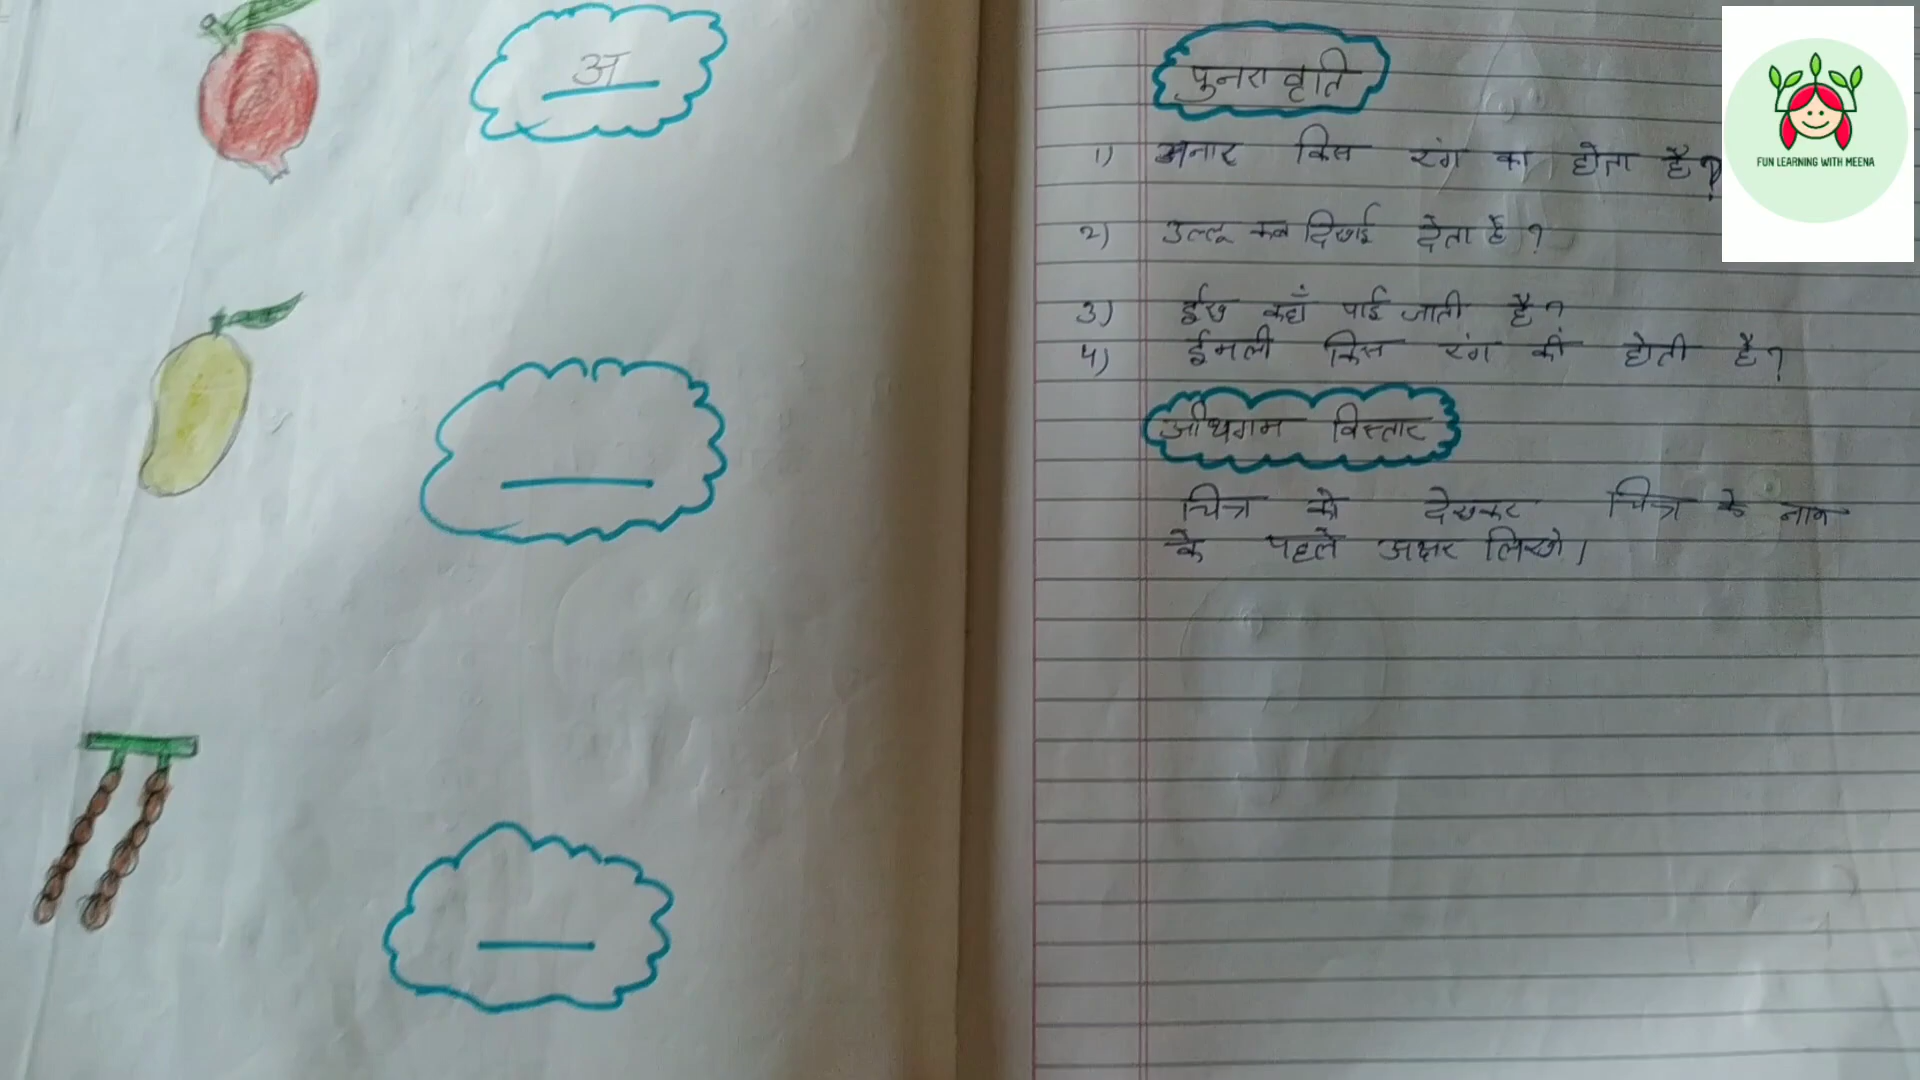 अ
पुनरावृति
1) अनार किस रंग का होता है?
2) उल्लू कब दिखाई देता है?
3) ईख कहाँ पाई जाती है?
4) ईमली किस रंग कीं होती है?
अधिगम विस्तार
चित्र को देखकर चित्र के नाम
के पहले अक्षर लिखो।
FUN LEARNING WITH MEENA